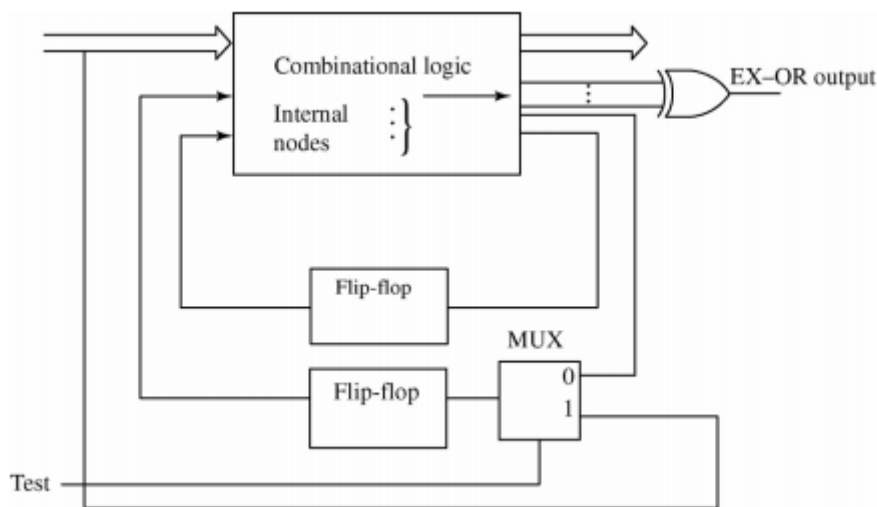 Combinational logic
EX–OR output
Internal
nodes
Flip-flop
MUX
0
Flip-flop
1
Test